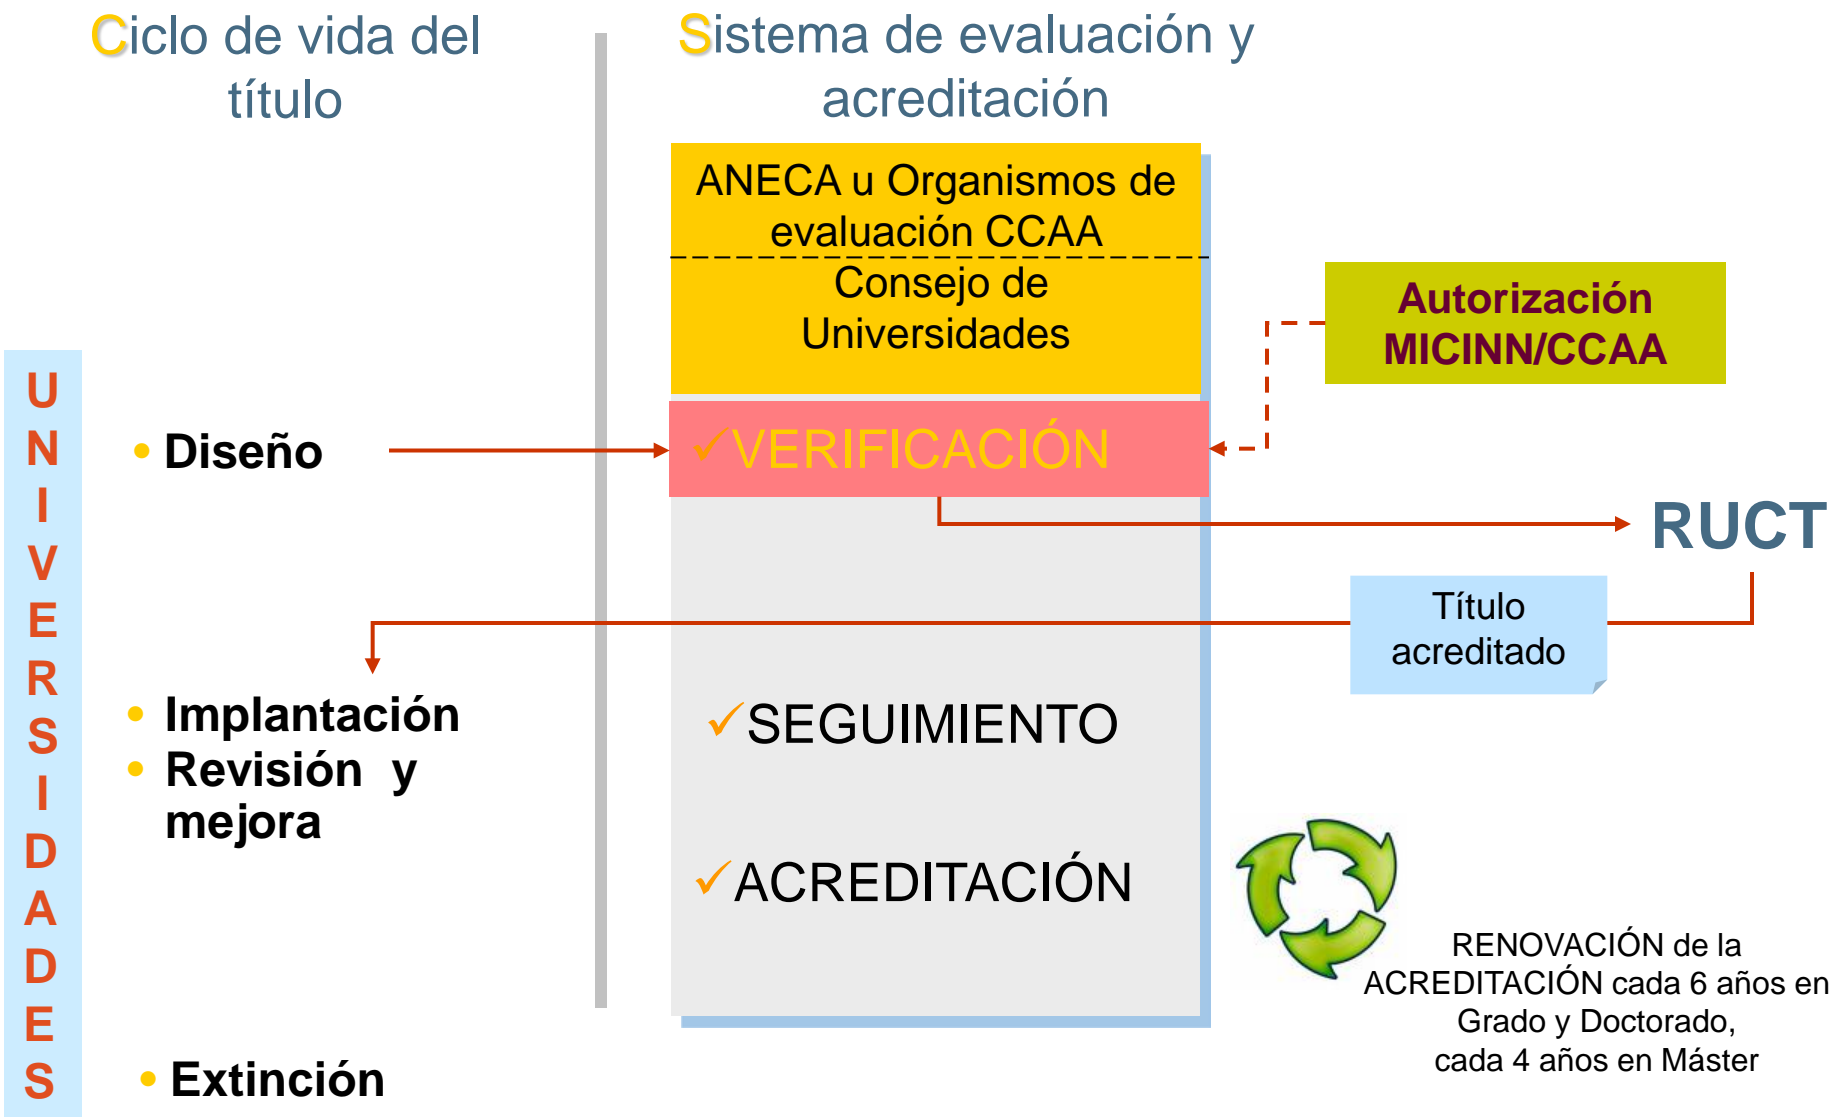 Ciclo de vida del
título
Sistema de evaluación y
acreditación
ANECA u Organismos de
evaluación CCAA
Consejo de
Universidades
Autorización
MICINN/CCAA
UNIVERSIDADES
• Diseño
✓VERIFICACIÓN
RUCT
Título
acreditado
• Implantación
• Revisión y
mejora
✓SEGUIMIENTO
✓ACREDITACIÓN
RENOVACIÓN de la
ACREDITACIÓN cada 6 años en
Grado y Doctorado,
cada 4 años en Máster
• Extinción